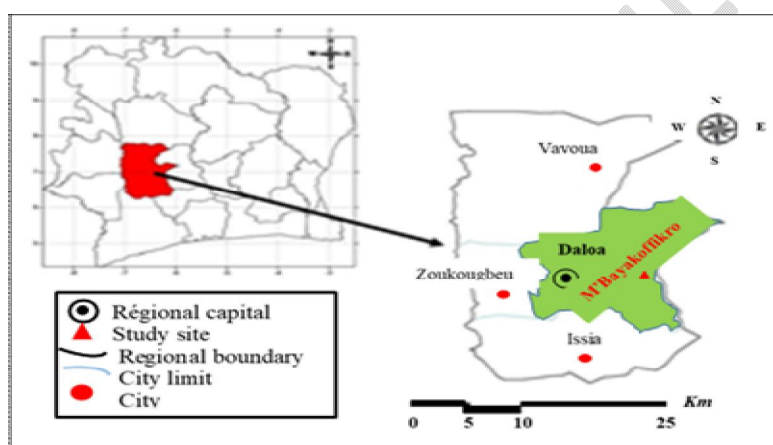 N
W E
S
Vavoua
Daloa
M'Bayakoffikro
Zoukougbeu
Issia
Régional capital
Study site
Regional boundary
City limit
City
Km
0 5 10 25